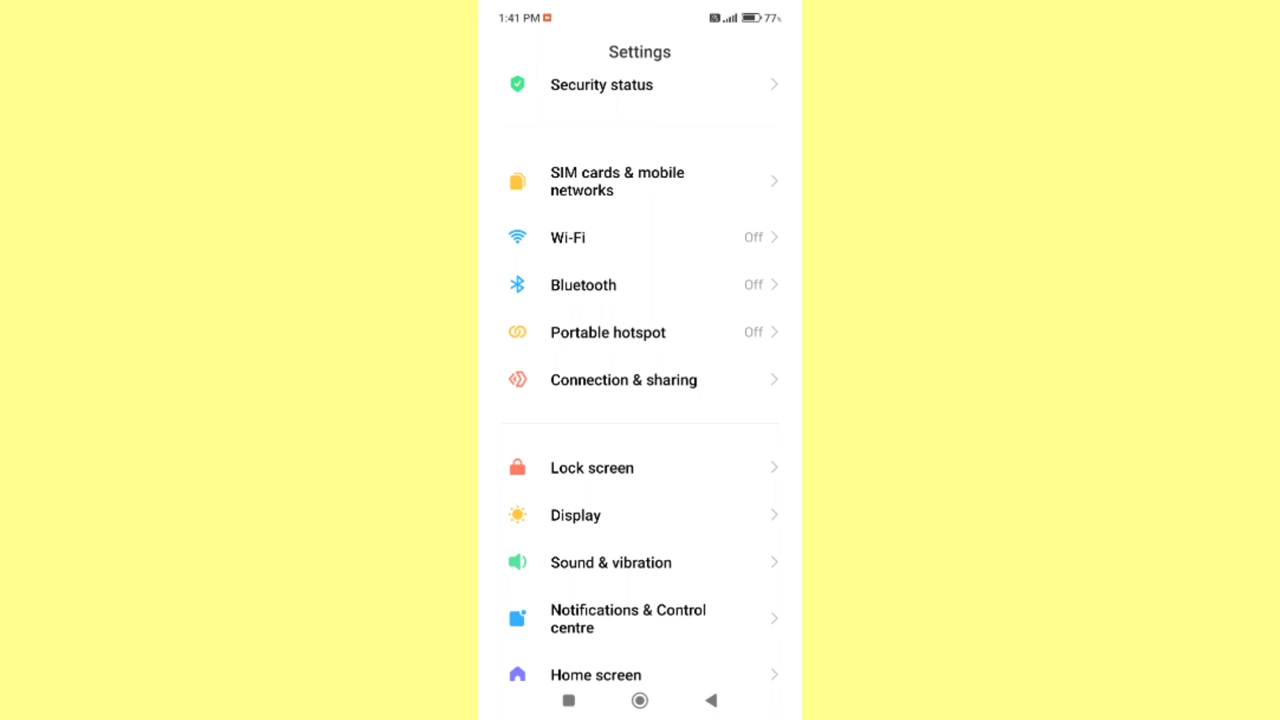 1:41 PM 77%
Settings
Security status
SIM cards & mobile
networks
Wi-Fi Off
Bluetooth Off
Portable hotspot Off
Connection & sharing
Lock screen
Display
Sound & vibration
Notifications & Control
centre
Home screen